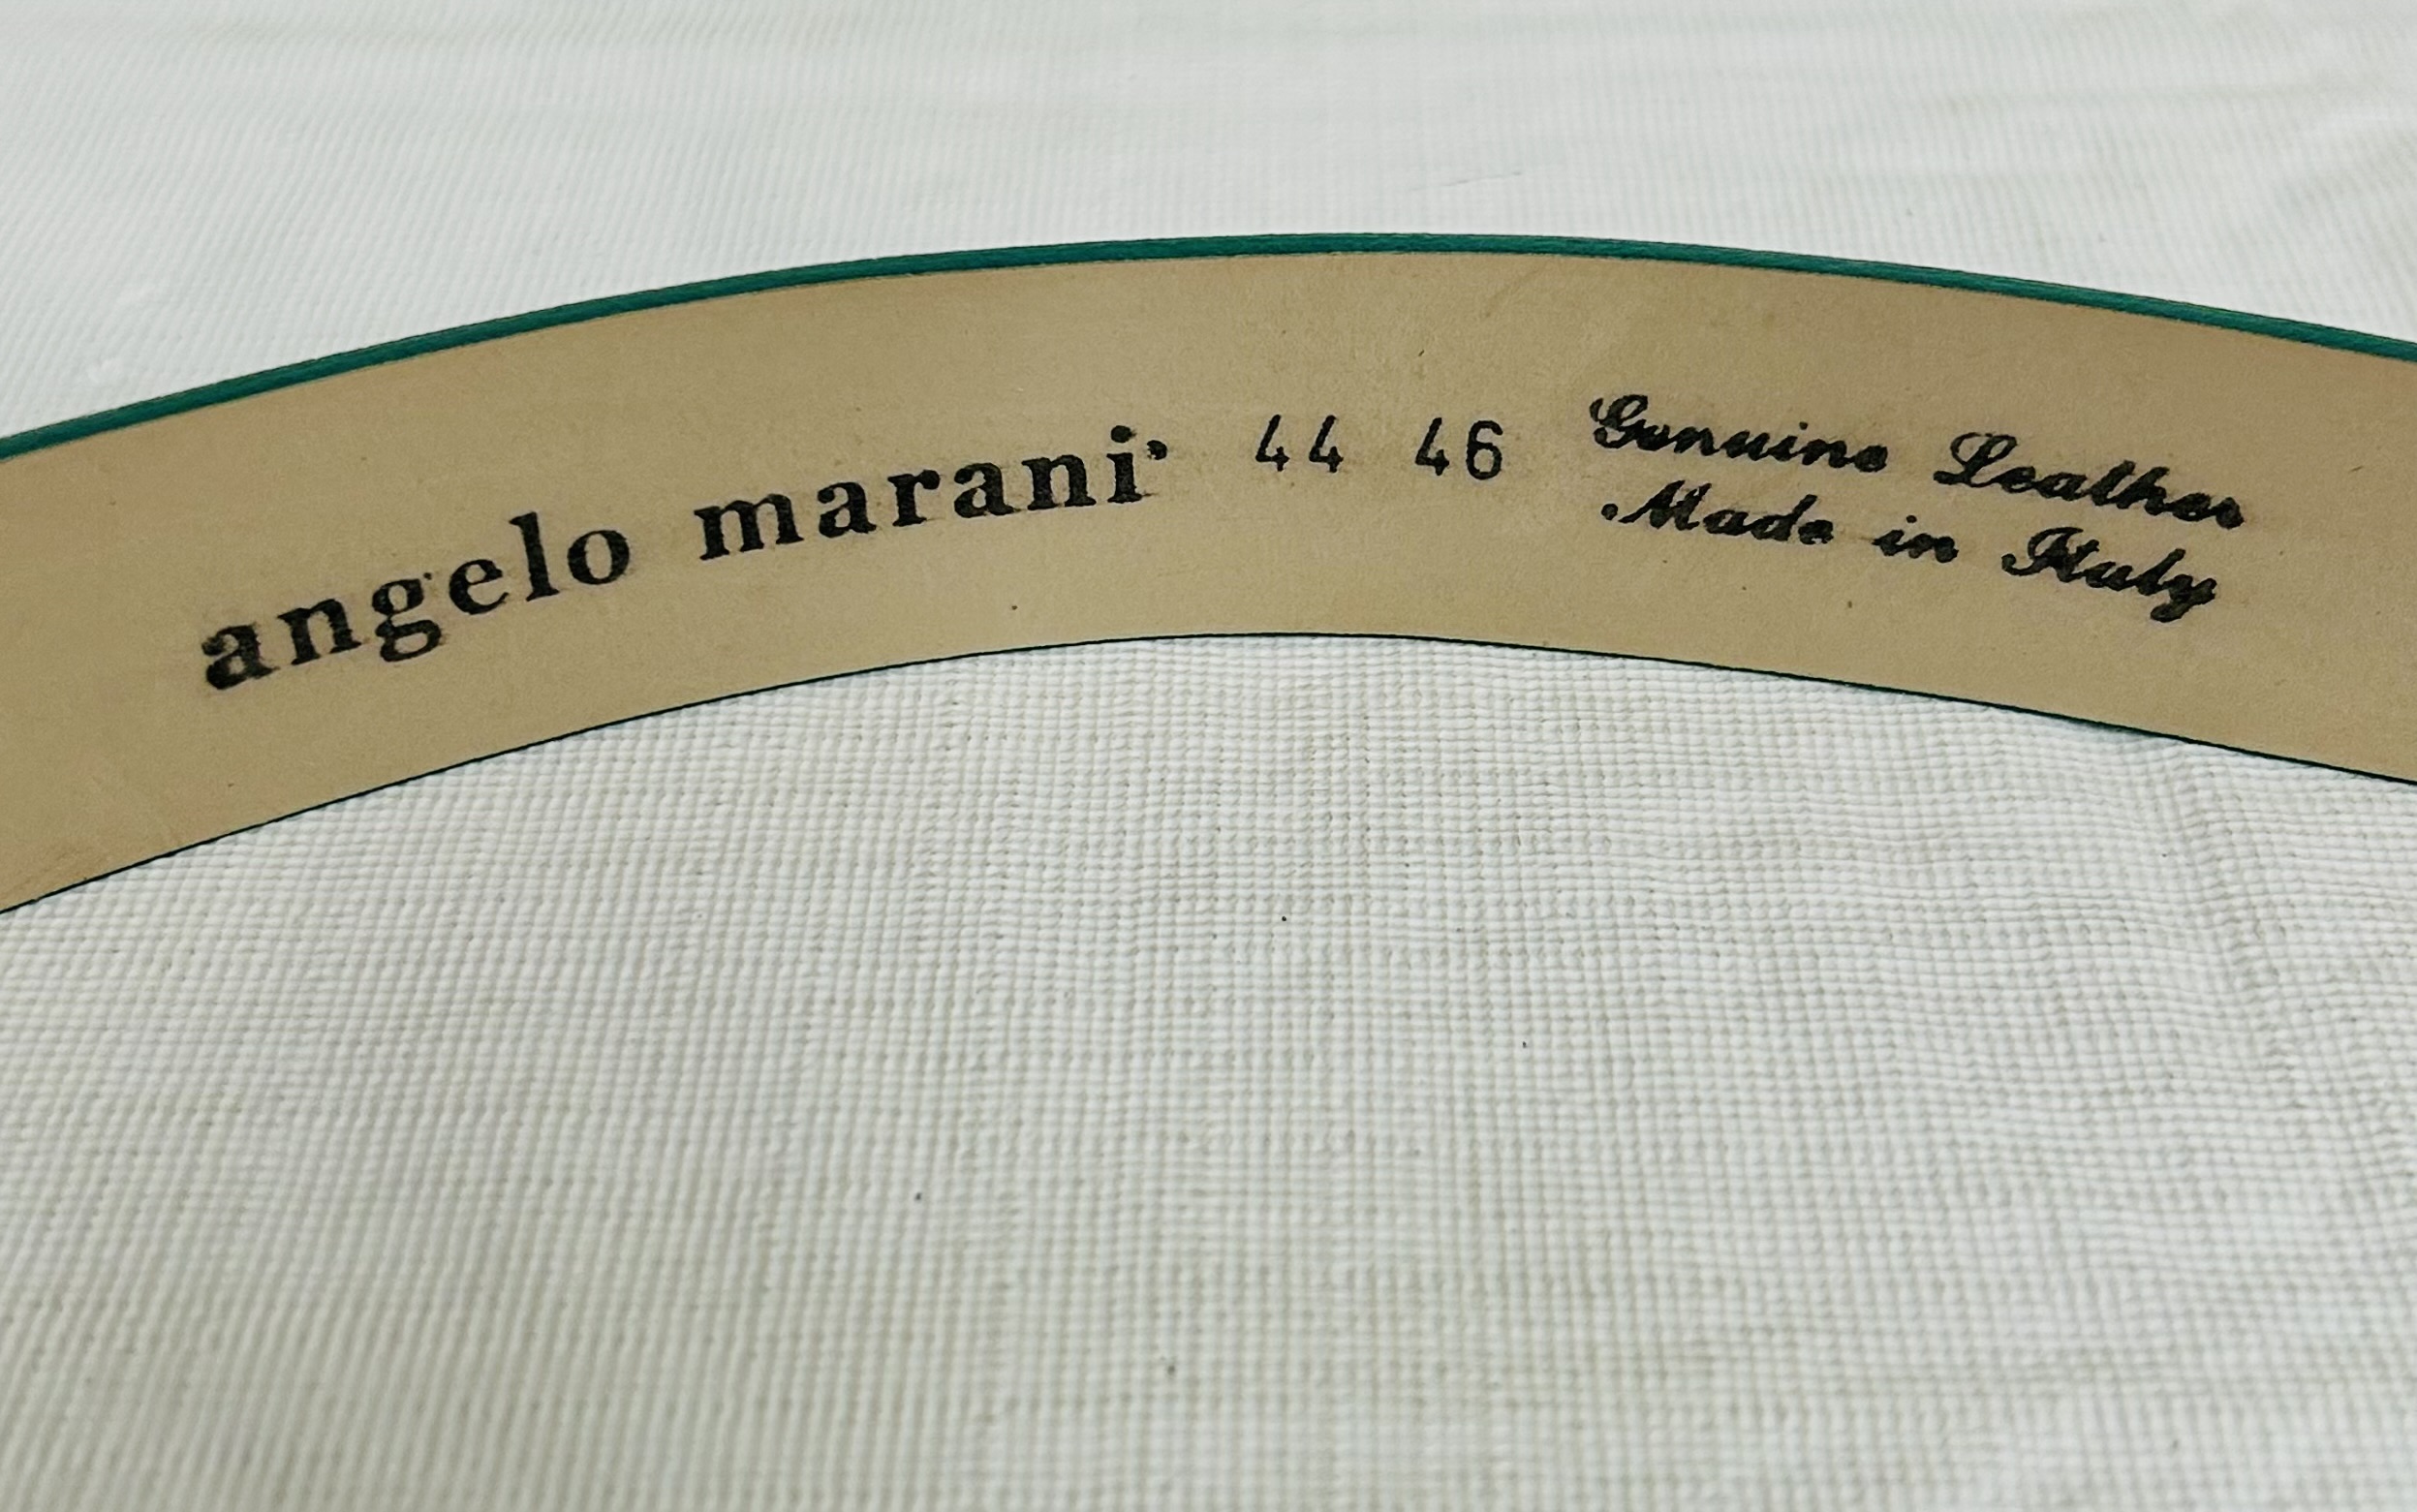 angelo marani 44 46 Genuine Leather
Made in Italy